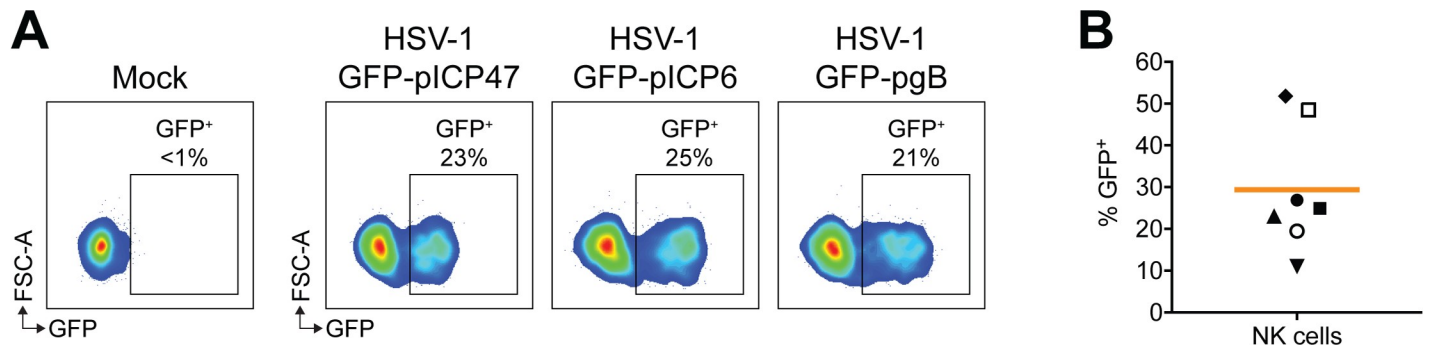 A
Mock
GFP⁺
<1%
FSC-A
GFP
HSV-1
GFP-pICP47
GFP⁺
23%
FSC-A
GFP
HSV-1
GFP-pICP6
GFP⁺
25%
HSV-1
GFP-pgB
GFP⁺
21%
B
% GFP⁺
60
50
40
30
20
10
0
NK cells